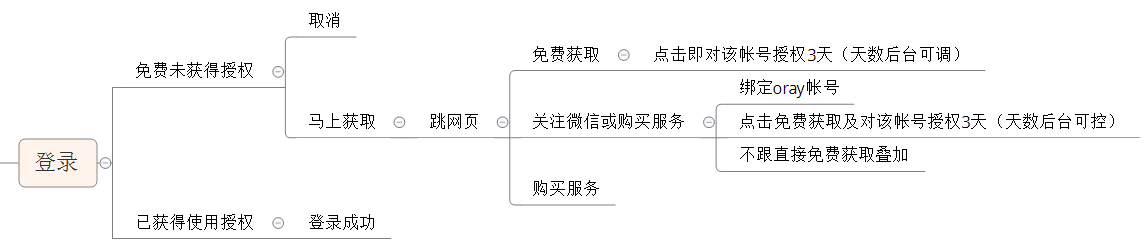 登录
免费未获得授权
取消
马上获取
跳网页
免费获取
点击即对该帐号授权3天（天数后台可调）
关注微信或购买服务
绑定oray帐号
点击免费获取及对该帐号授权3天（天数后台可控）
不跟直接免费获取叠加
购买服务
已获得使用授权
登录成功